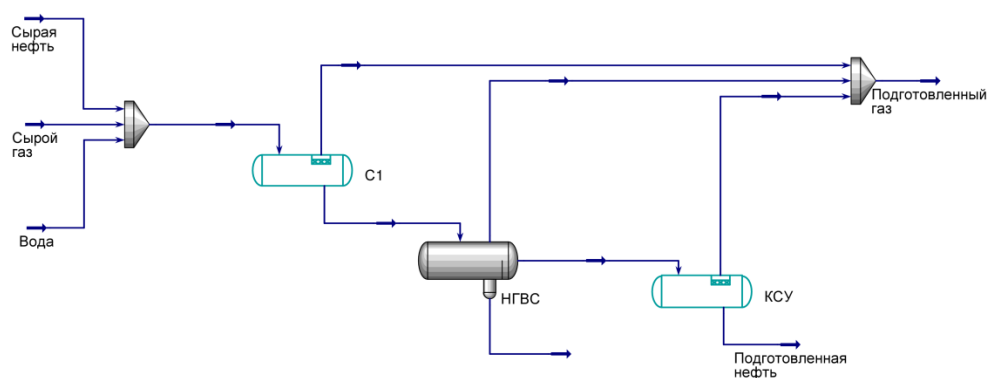 Сырая
нефть
Сырой
газ
Вода
С1
НГВС
КСУ
Подготовленный
газ
Подготовленная
нефть